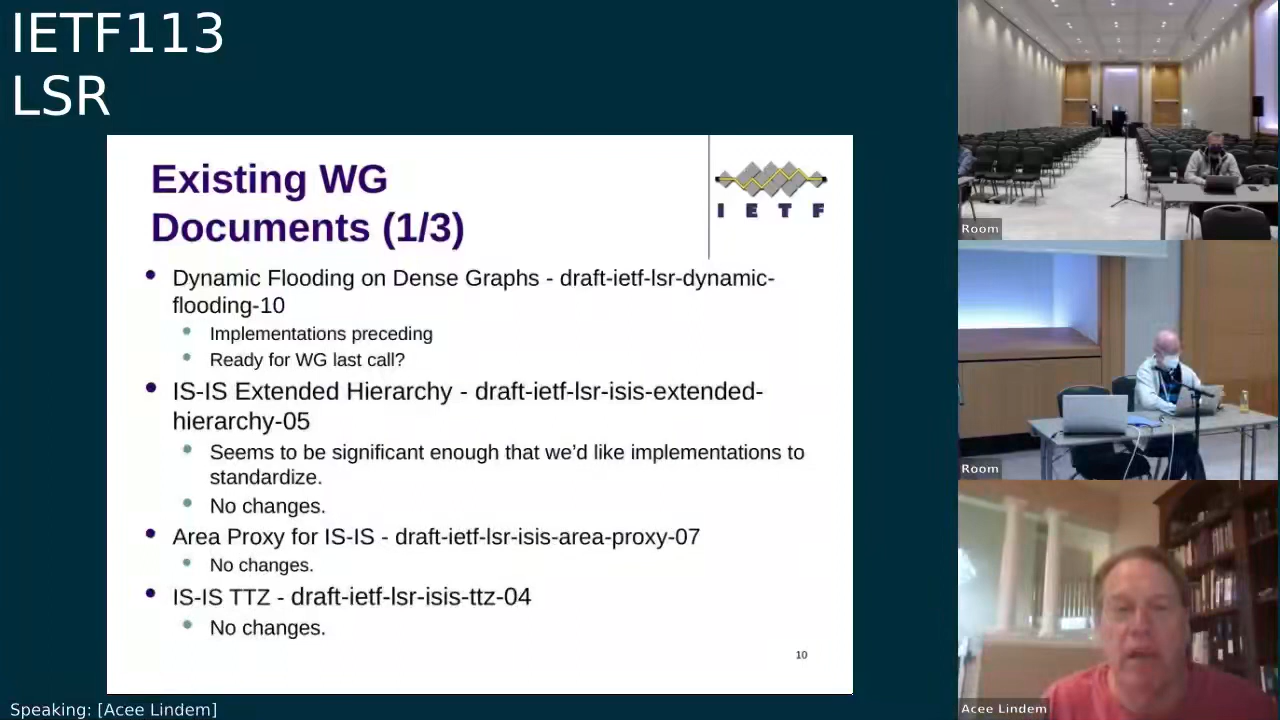 IETF113
LSR
Existing WG
Documents (1/3)
I E T F
• Dynamic Flooding on Dense Graphs - draft-ietf-lsr-dynamic-
flooding-10
• Implementations preceding
• Ready for WG last call?
• IS-IS Extended Hierarchy - draft-ietf-lsr-isis-extended-
hierarchy-05
• Seems to be significant enough that we’d like implementations to
standardize.
• No changes.
• Area Proxy for IS-IS - draft-ietf-lsr-isis-area-proxy-07
• No changes.
• IS-IS TTZ - draft-ietf-lsr-isis-ttz-04
• No changes.
10
Room
Room
Acee Lindem
Speaking: [Acee Lindem]